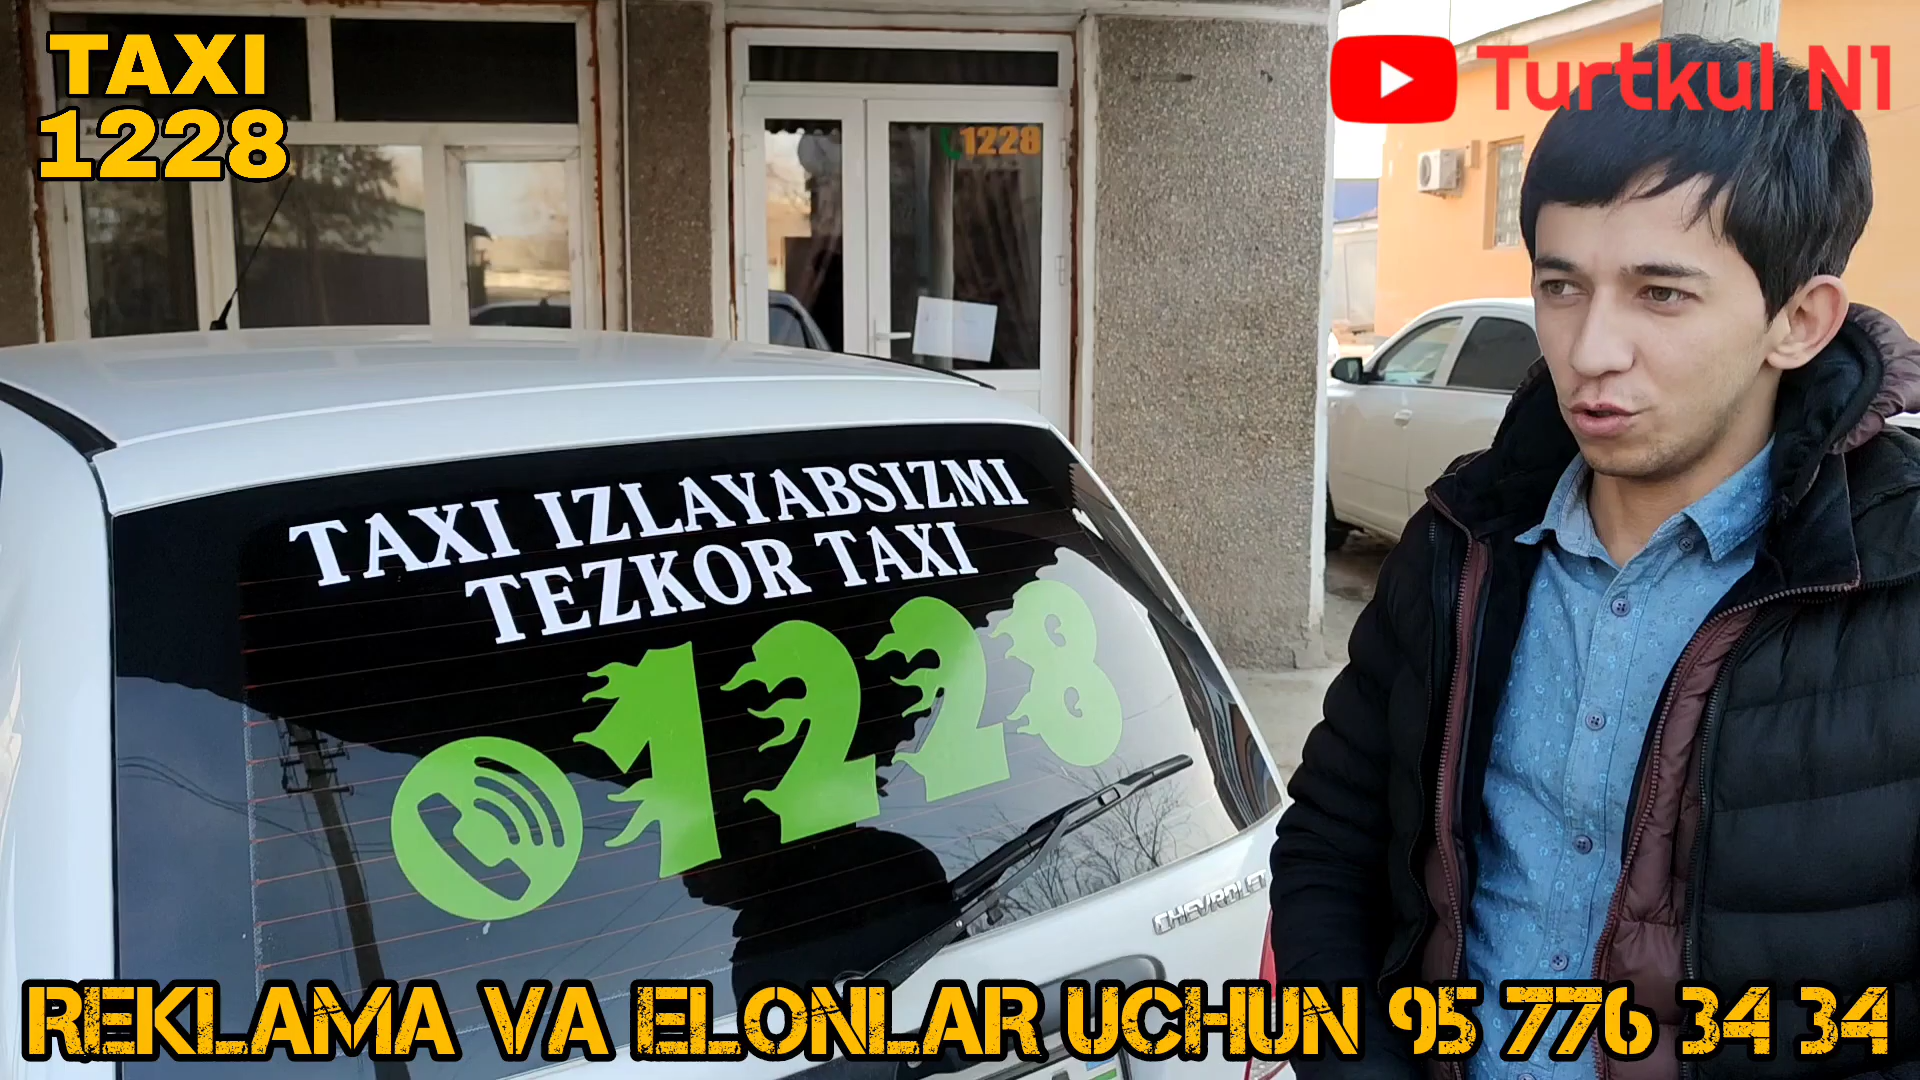 TAXI
1228
Turtkul N1
1228
TAXI IZLAYABSIZMI
TEZKOR TAXI
1228
CHEVROLET
REKLAMA VA ELONLAR UCHUN 95 776 34 34